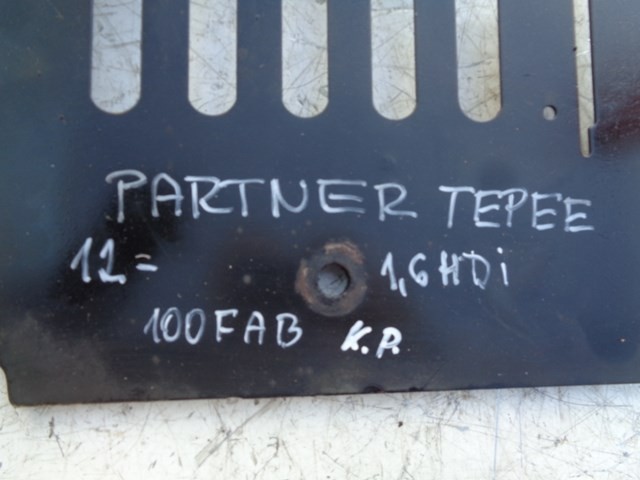 PARTNER TEPEE
12= 1,6HDi
100FAB K.P.